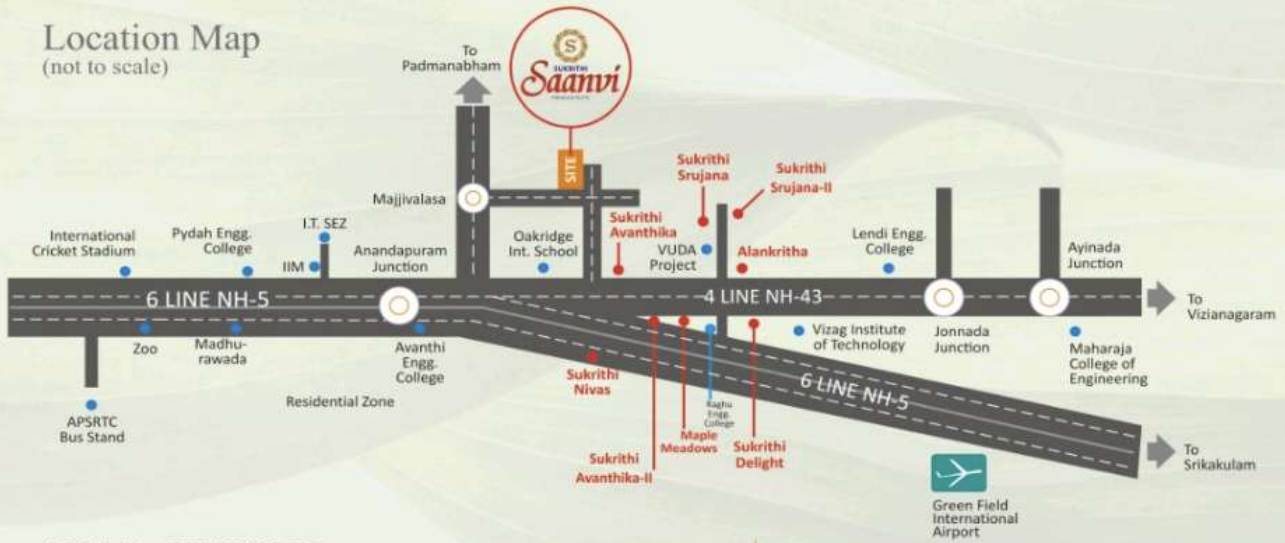 Location Map
(not to scale)
To
Padmanabham
S
SUKRITHI
Saanvi
SITE
Majjivalasa
Sukrithi
Srujana
Sukrithi
Srujana-II
International
Cricket Stadium
Pydah Engg.
College
I.T. SEZ
IIM
Anandapuram
Junction
Oakridge
Int. School
Sukrithi
Avanthika
VUDA
Project
Alankritha
Lendi Engg.
College
Ayinada
Junction
6 LINE NH-5
4 LINE NH-43
To
Vizianagaram
Zoo
Madhu-
rawada
Avanthi
Engg.
College
Sukrithi
Nivas
Vizag Institute
of Technology
Jonnada
Junction
Maharaja
College of
Engineering
6 LINE NH-5
Residential Zone
APSRTC
Bus Stand
Raghu
Engg.
College
Maple
Meadows
Sukrithi
Delight
Sukrithi
Avanthika-II
To
Srikakulam
Green Field
International
Airport